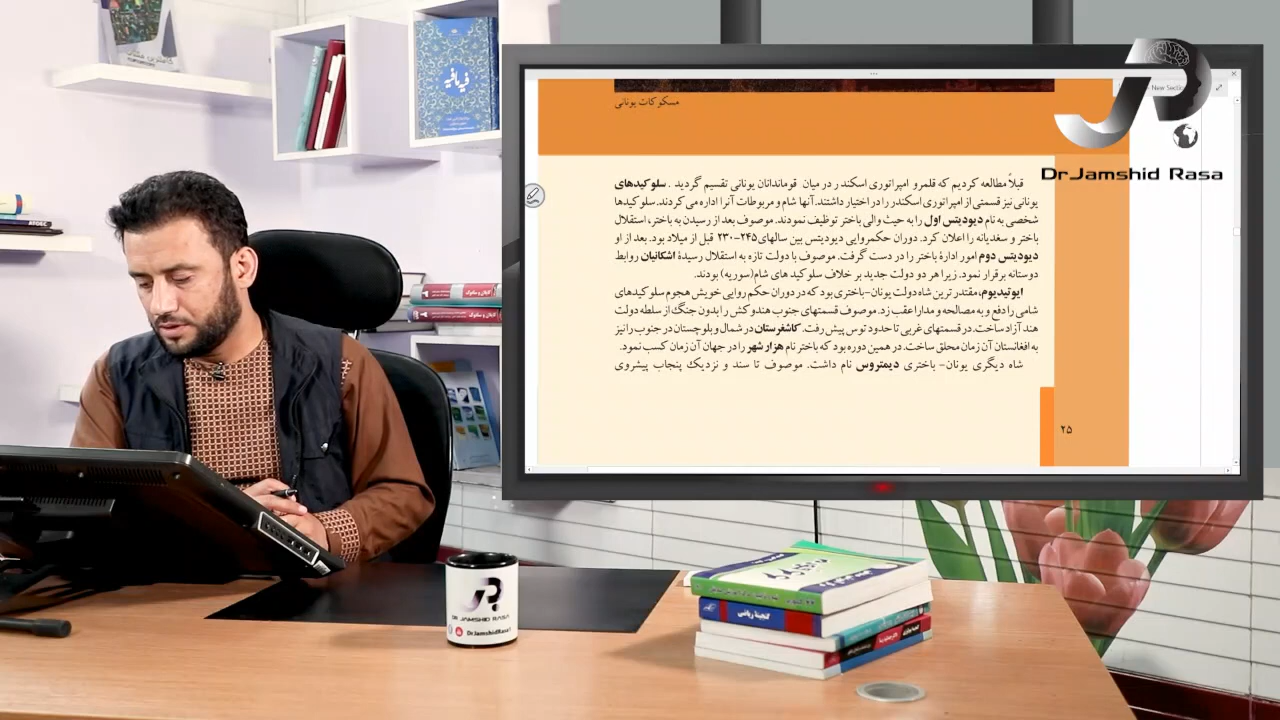 فیه مافیه
New Sectio
مسکوکات یونانی
Dr Jamshid Rasa
قبلاً مطالعه کردیم که قلمرو امپراتوری اسکندر در میان قوماندانان یونانی تقسیم گردید . سلوکیدهای
یونانی نیز قسمتی از امپراتوری اسکندر را در اختیار داشتند. آنها شام و مربوطات آنرا اداره می کردند. سلوکیدها
شخصی به نام دیودیتس اول را به حیث والی باختر توظیف نمودند. موصوف بعد از رسیدن به باختر، استقلال
باختر و سغدیانه را اعلان کرد. دوران حکمروایی دیودیتس بین سالهای ۲۴۵-۲۳۰ قبل از میلاد بود. بعد از او
دیودیتس دوم امور ادارهٔ باختر را در دست گرفت. موصوف با دولت تازه به استقلال رسیدهٔ اشکانیان روابط
دوستانه برقرار نمود. زیرا هر دو دولت جدید بر خلاف سلوکید های شام(سوریه) بودند.
ایوتیدیوم، مقتدر ترین شاه دولت یونان- باختری بود که در دوران حکم روایی خویش هجوم سلوکیدهای
شامی را دفع و به مصالحه و مدارا عقب زد. موصوف قسمتهای جنوب هندوکش را بدون جنگ از سلطه دولت
هند آزاد ساخت. در قسمتهای غربی تا حدود توس پیش رفت. کاشغرستان در شمال و بلوچستان در جنوب را نیز
به افغانستان آن زمان محلق ساخت. در همین دوره بود که باختر نام هزار شهر را در جهان آن زمان کسب نمود.
شاه دیگری یونان- باختری دیمتروس نام داشت. موصوف تا سند و نزدیک پنجاب پیشروی
۲۵
DR JAMSHID RASA
DrJamshidRasa1
گنجینهٔ ریاضی